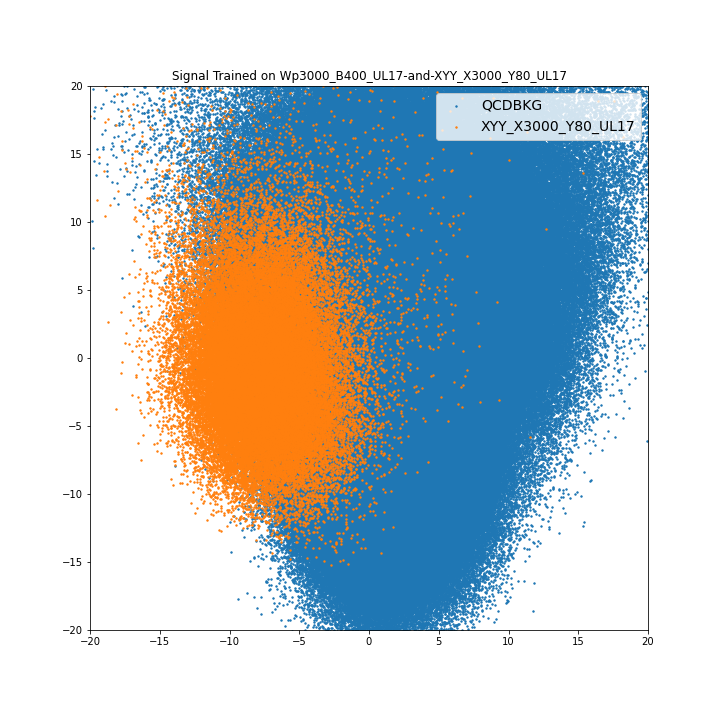 Signal Trained on Wp3000_B400_UL17-and-XYY_X3000_Y80_UL17
QCDBKG
XYY_X3000_Y80_UL17
20
15
10
5
0
−5
−10
−15
−20
−20 −15 −10 −5 0 5 10 15 20